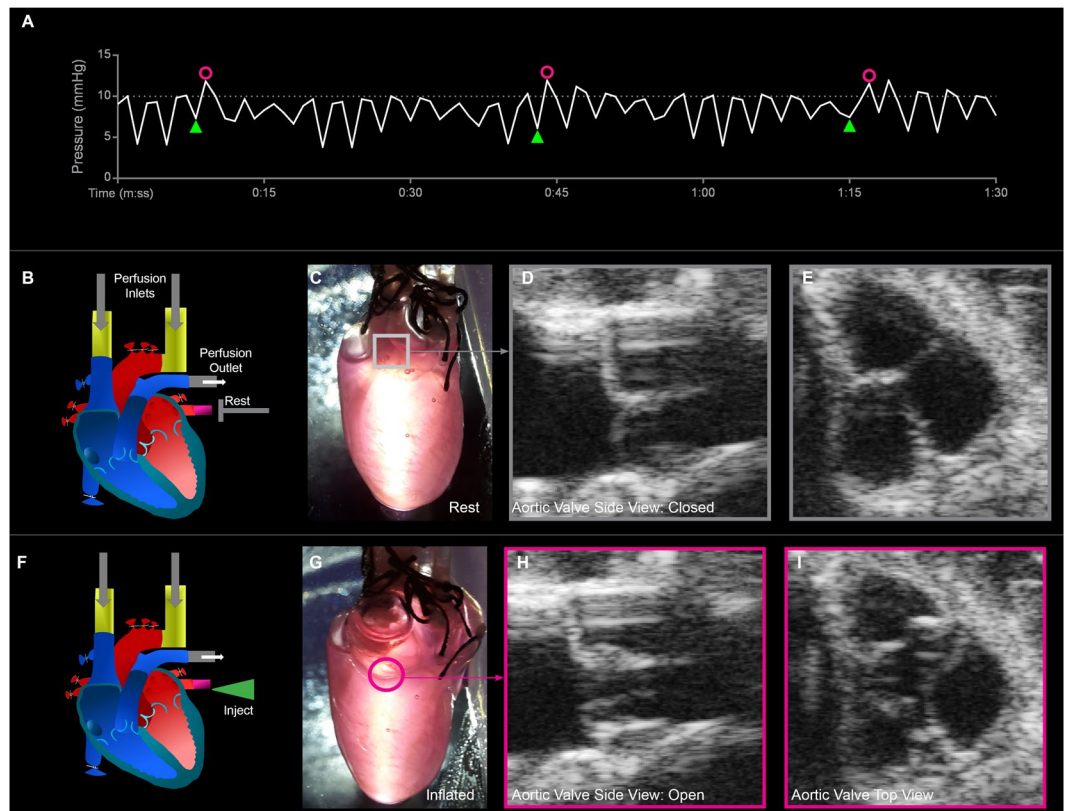 A
Pressure (mmHg)
15
10
5
0
Time (m:ss)
0:15
0:30
0:45
1:00
1:15
1:30
B
Perfusion
Inlets
Perfusion
Outlet
Rest
C
Rest
D
Aortic Valve Side View: Closed
E
F
Inject
G
Inflated
H
Aortic Valve Side View: Open
I
Aortic Valve Top View